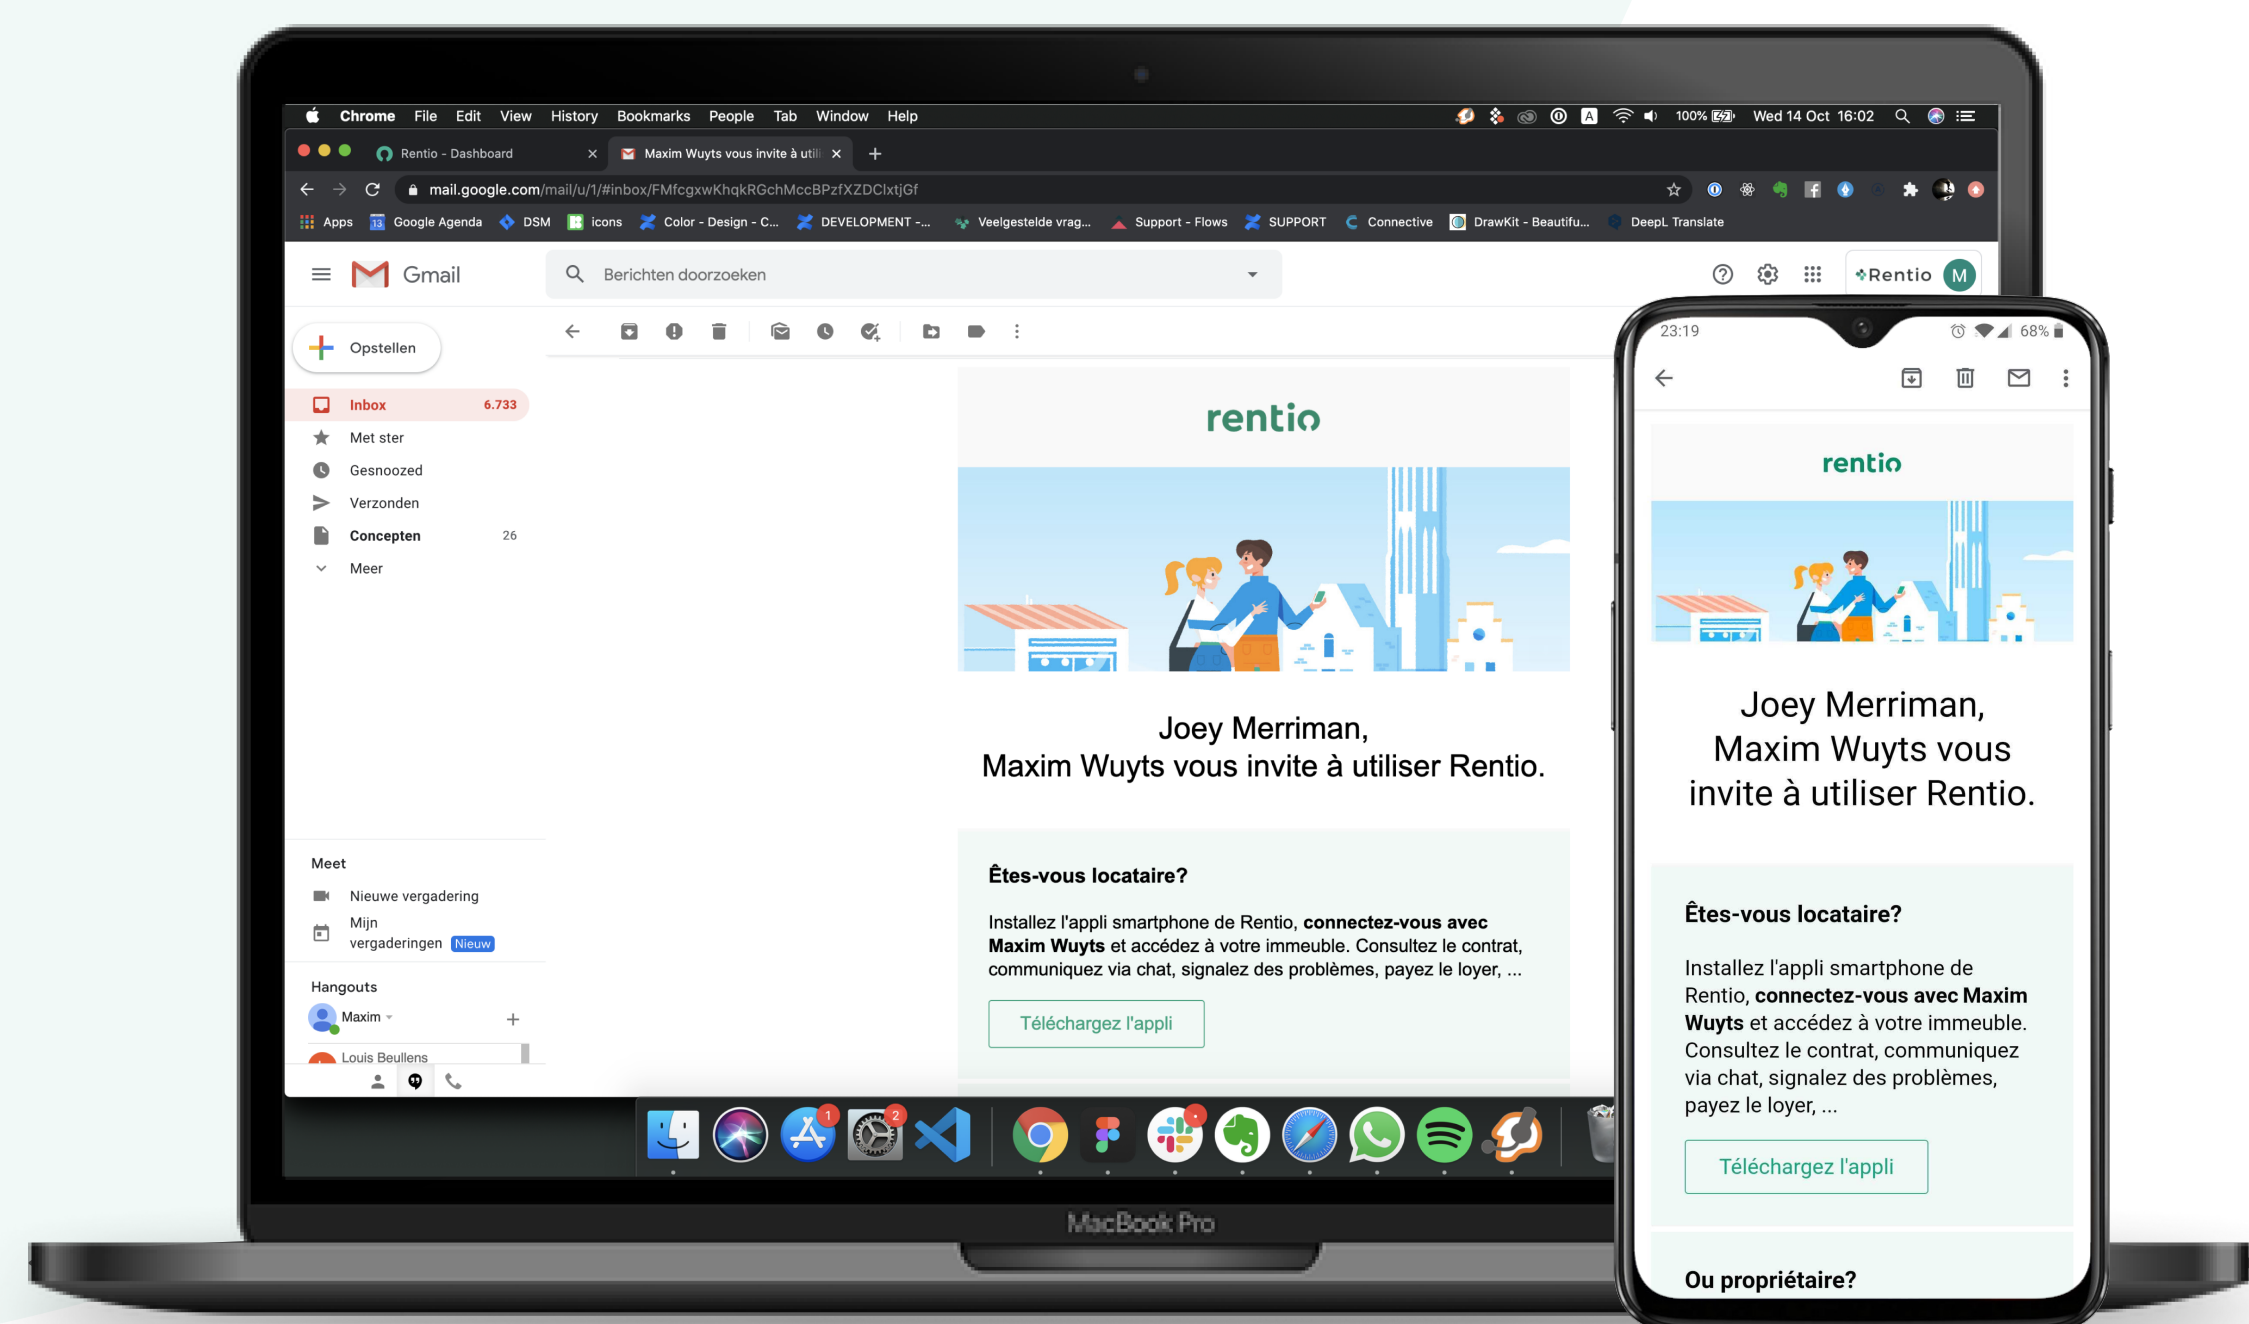 Chrome File Edit View History Bookmarks People Tab Window Help
100% Wed 14 Oct 16:02
Rentio - Dashboard
Maxim Wuyts vous invite à utili
mail.google.com/mail/u/1/#inbox/FMfcgxwKhqkRGchMccBPzfXZDClxtjGf
Apps 13 Google Agenda DSM icons Color - Design - C... DEVELOPMENT -... Veelgestelde vrag... Support - Flows SUPPORT Connective DrawKit - Beautifu... DeepL Translate
Gmail
Berichten doorzoeken
Rentio M
Opstellen
Inbox 6.733
Met ster
Gesnoozed
Verzonden
Concepten 26
Meer
Meet
Nieuwe vergadering
Mijn
vergaderingen Nieuw
Hangouts
Maxim
Louis Beullens
rentio
Joey Merriman,
Maxim Wuyts vous invite à utiliser Rentio.
Êtes-vous locataire?
Installez l'appli smartphone de Rentio, connectez-vous avec
Maxim Wuyts et accédez à votre immeuble. Consultez le contrat,
communiquez via chat, signalez des problèmes, payez le loyer, ...
Téléchargez l'appli
1
2
MacBook Pro
23:19
68%
rentio
Joey Merriman,
Maxim Wuyts vous
invite à utiliser Rentio.
Êtes-vous locataire?
Installez l'appli smartphone de
Rentio, connectez-vous avec Maxim
Wuyts et accédez à votre immeuble.
Consultez le contrat, communiquez
via chat, signalez des problèmes,
payez le loyer, ...
Téléchargez l'appli
Ou propriétaire?